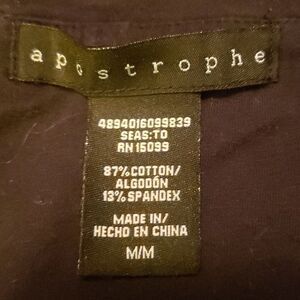 apostrophe
4894016099839
SEAS:TO
RN 15099
87%COTTON/
ALGODÓN
13%SPANDEX
MADE IN/
HECHO EN CHINA
M/M